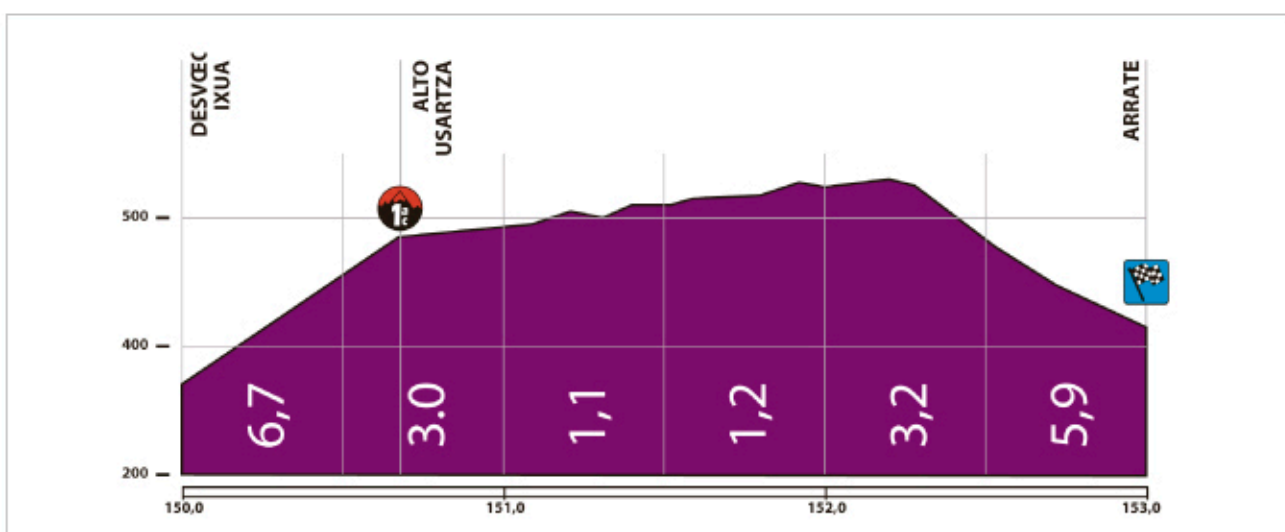 DESVŒC
IXUA
ALTO
USARTZA
ARRATE
1ªc
500
400
200
6,7
3.0
1,1
1,2
3,2
5,9
150,0
151,0
152,0
153,0